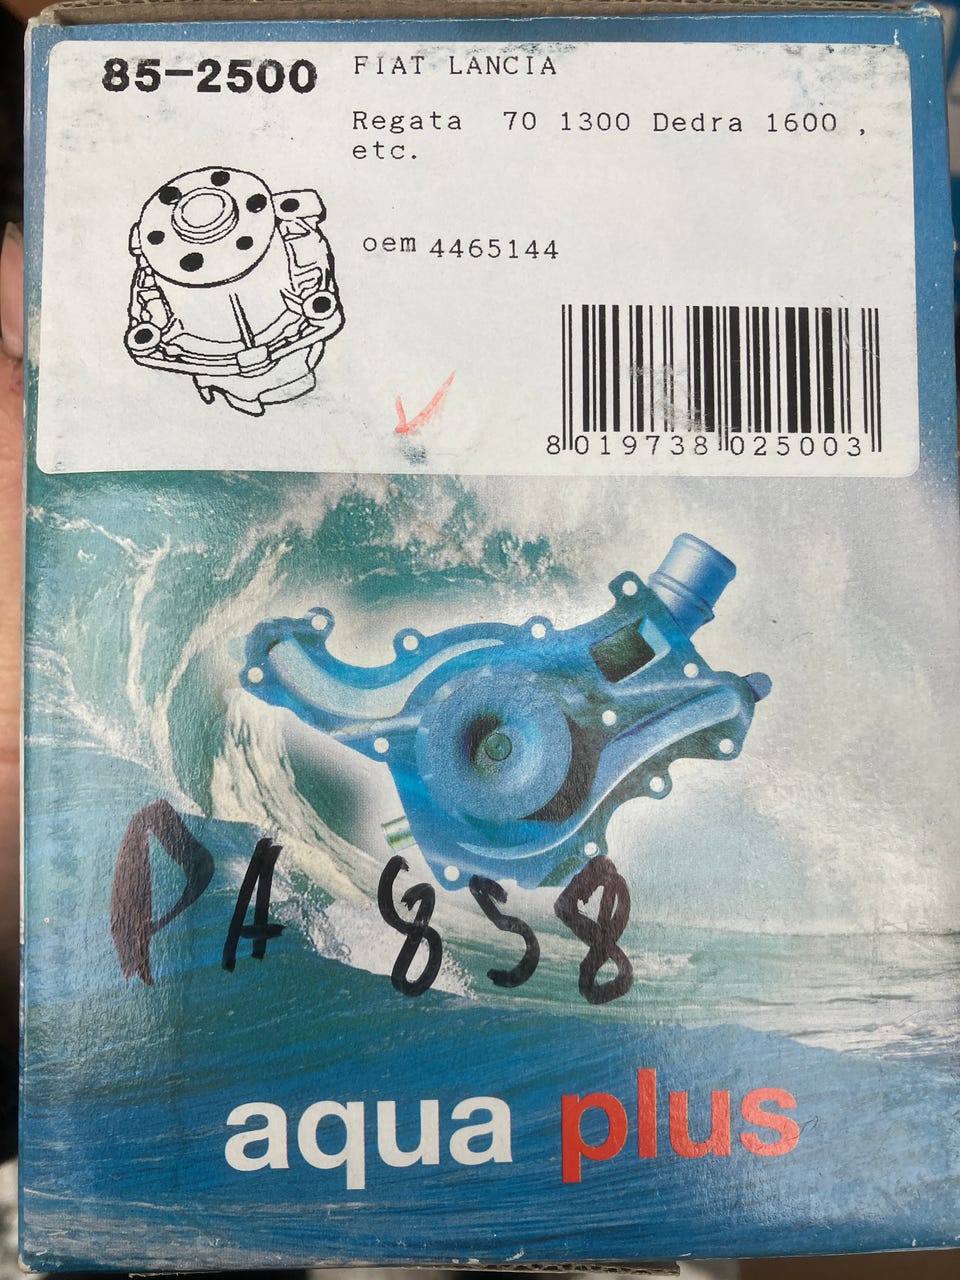 85-2500
FIAT LANCIA
Regata 70 1300 Dedra 1600 ,
etc.
oem 4465144
8 019738 025003
PA 858
aqua plus